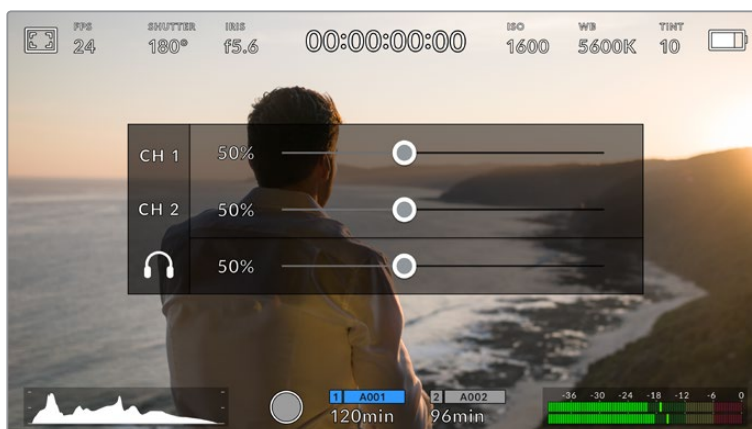 FPS SHUTTER IRIS ISO WB TINT
24 180° f5.6 00:00:00:00 1600 5600K 10
CH 1 50%
CH 2 50%
50%
1 A001 2 A002
120min 96min
-36 -30 -24 -18 -12 -6 0